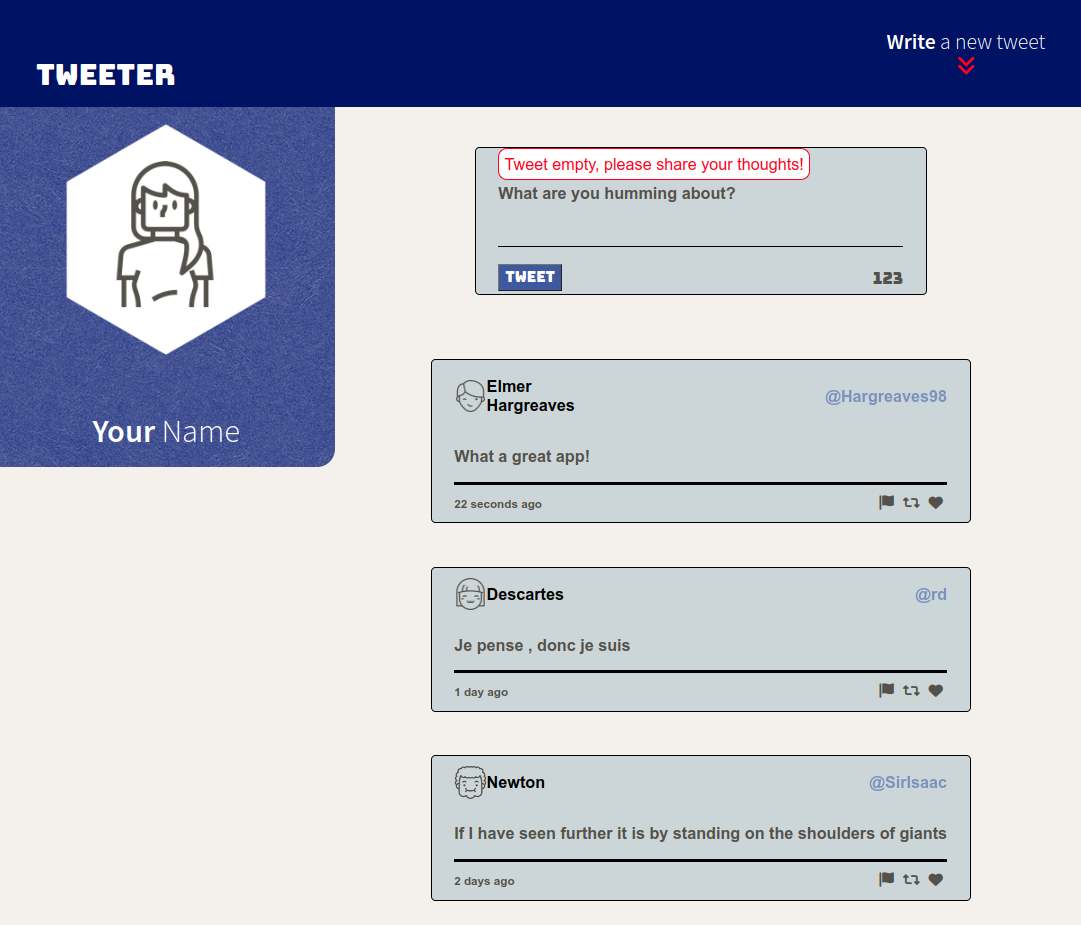 Write a new tweet
TWEETER
Your Name
Tweet empty, please share your thoughts!
What are you humming about?
TWEET
123
Elmer
Hargreaves
@Hargreaves98
What a great app!
22 seconds ago
Descartes
@rd
Je pense , donc je suis
1 day ago
Newton
@SirIsaac
If I have seen further it is by standing on the shoulders of giants
2 days ago